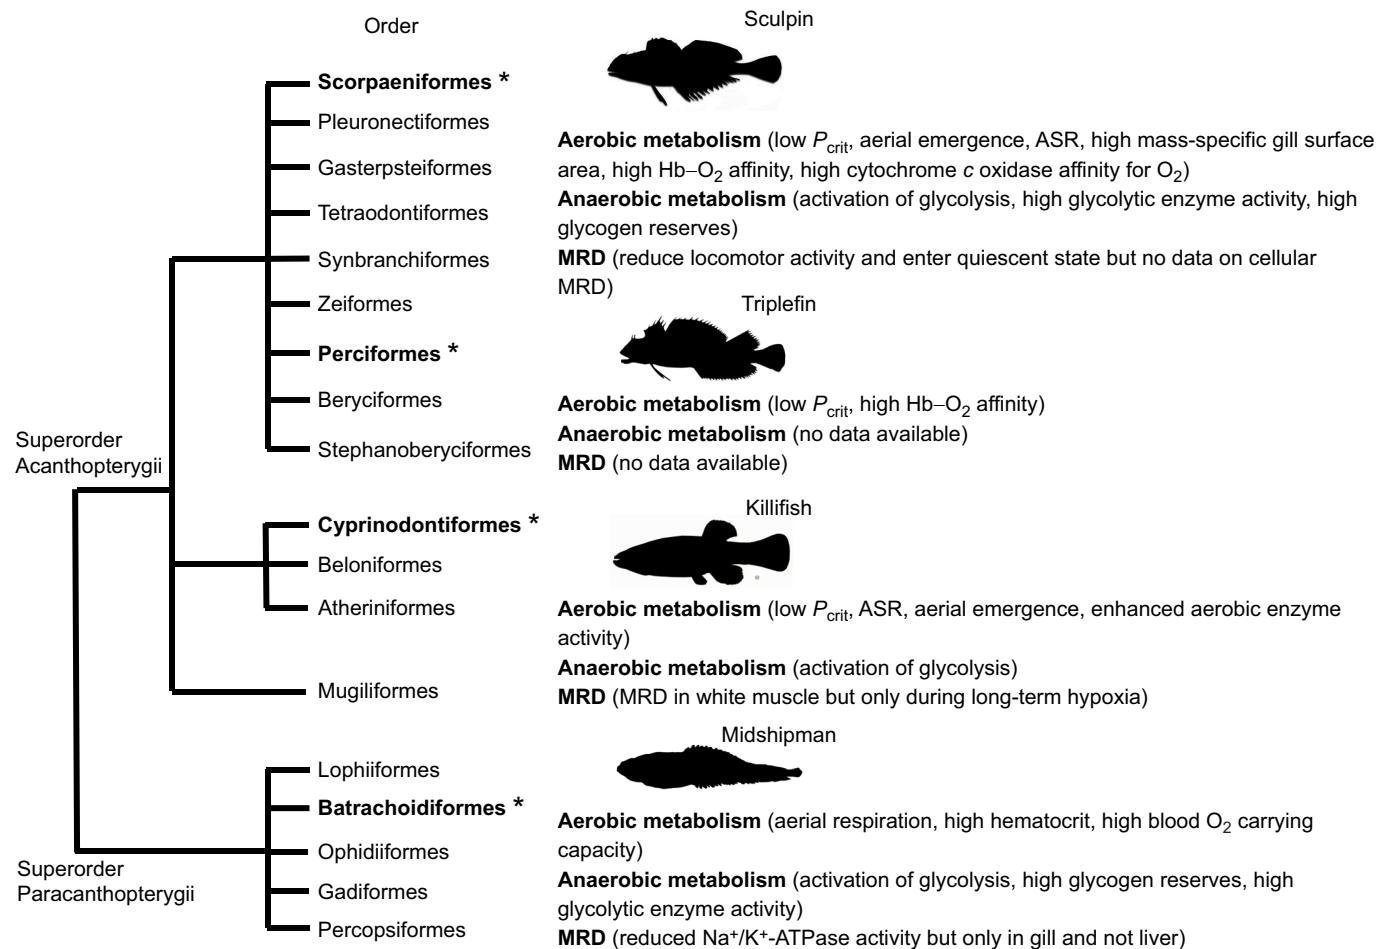 Order
Scorpaeniformes *
Pleuronectiformes
Gasterpsteiformes
Tetraodontiformes
Synbranchiformes
Zeiformes
Perciformes *
Beryciformes
Stephanoberyciformes
Superorder
Acanthopterygii
Cyprinodontiformes *
Beloniformes
Atheriniformes
Mugiliformes
Lophiiformes
Batrachoidiformes *
Ophidiiformes
Gadiformes
Percopsiformes
Superorder
Paracanthopterygii
Sculpin
Aerobic metabolism (low Pcrit, aerial emergence, ASR, high mass-specific gill surface
area, high Hb–O2 affinity, high cytochrome c oxidase affinity for O2)
Anaerobic metabolism (activation of glycolysis, high glycolytic enzyme activity, high
glycogen reserves)
MRD (reduce locomotor activity and enter quiescent state but no data on cellular
MRD)
Triplefin
Aerobic metabolism (low Pcrit, high Hb–O2 affinity)
Anaerobic metabolism (no data available)
MRD (no data available)
Killifish
Aerobic metabolism (low Pcrit, ASR, aerial emergence, enhanced aerobic enzyme
activity)
Anaerobic metabolism (activation of glycolysis)
MRD (MRD in white muscle but only during long-term hypoxia)
Midshipman
Aerobic metabolism (aerial respiration, high hematocrit, high blood O2 carrying
capacity)
Anaerobic metabolism (activation of glycolysis, high glycogen reserves, high
glycolytic enzyme activity)
MRD (reduced Na+/K+-ATPase activity but only in gill and not liver)